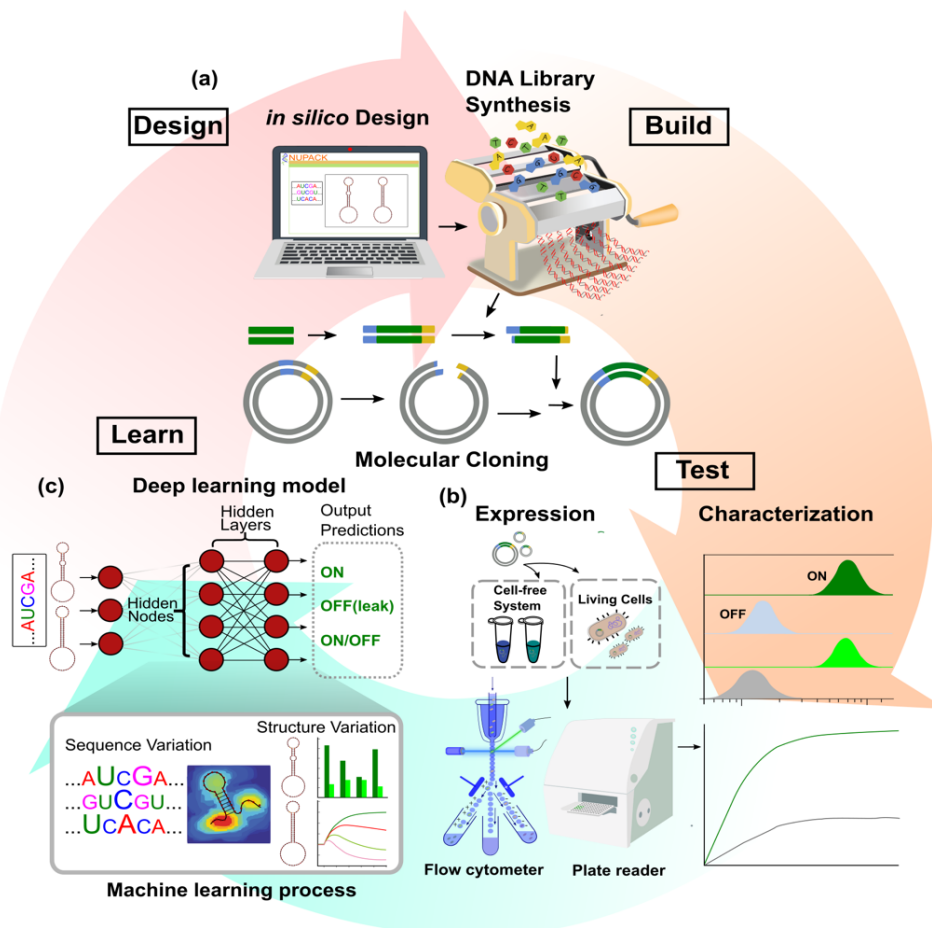 (a)
Design
in silico Design
DNA Library
Synthesis
Build
NUPACK
AUCGA...
GUCGU
...UCACA...
Molecular Cloning
Learn
Test
(c)
Deep learning model
Hidden
Layers
Output
Predictions
...AUCGA...
Hidden
Nodes
ON
OFF(leak)
ON/OFF
(b)
Expression
Cell-free
System
Living Cells
Characterization
ON
OFF
Sequence Variation
...AUCGA...
GUCGU
...UCACA...
Structure Variation
Machine learning process
Flow cytometer
Plate reader